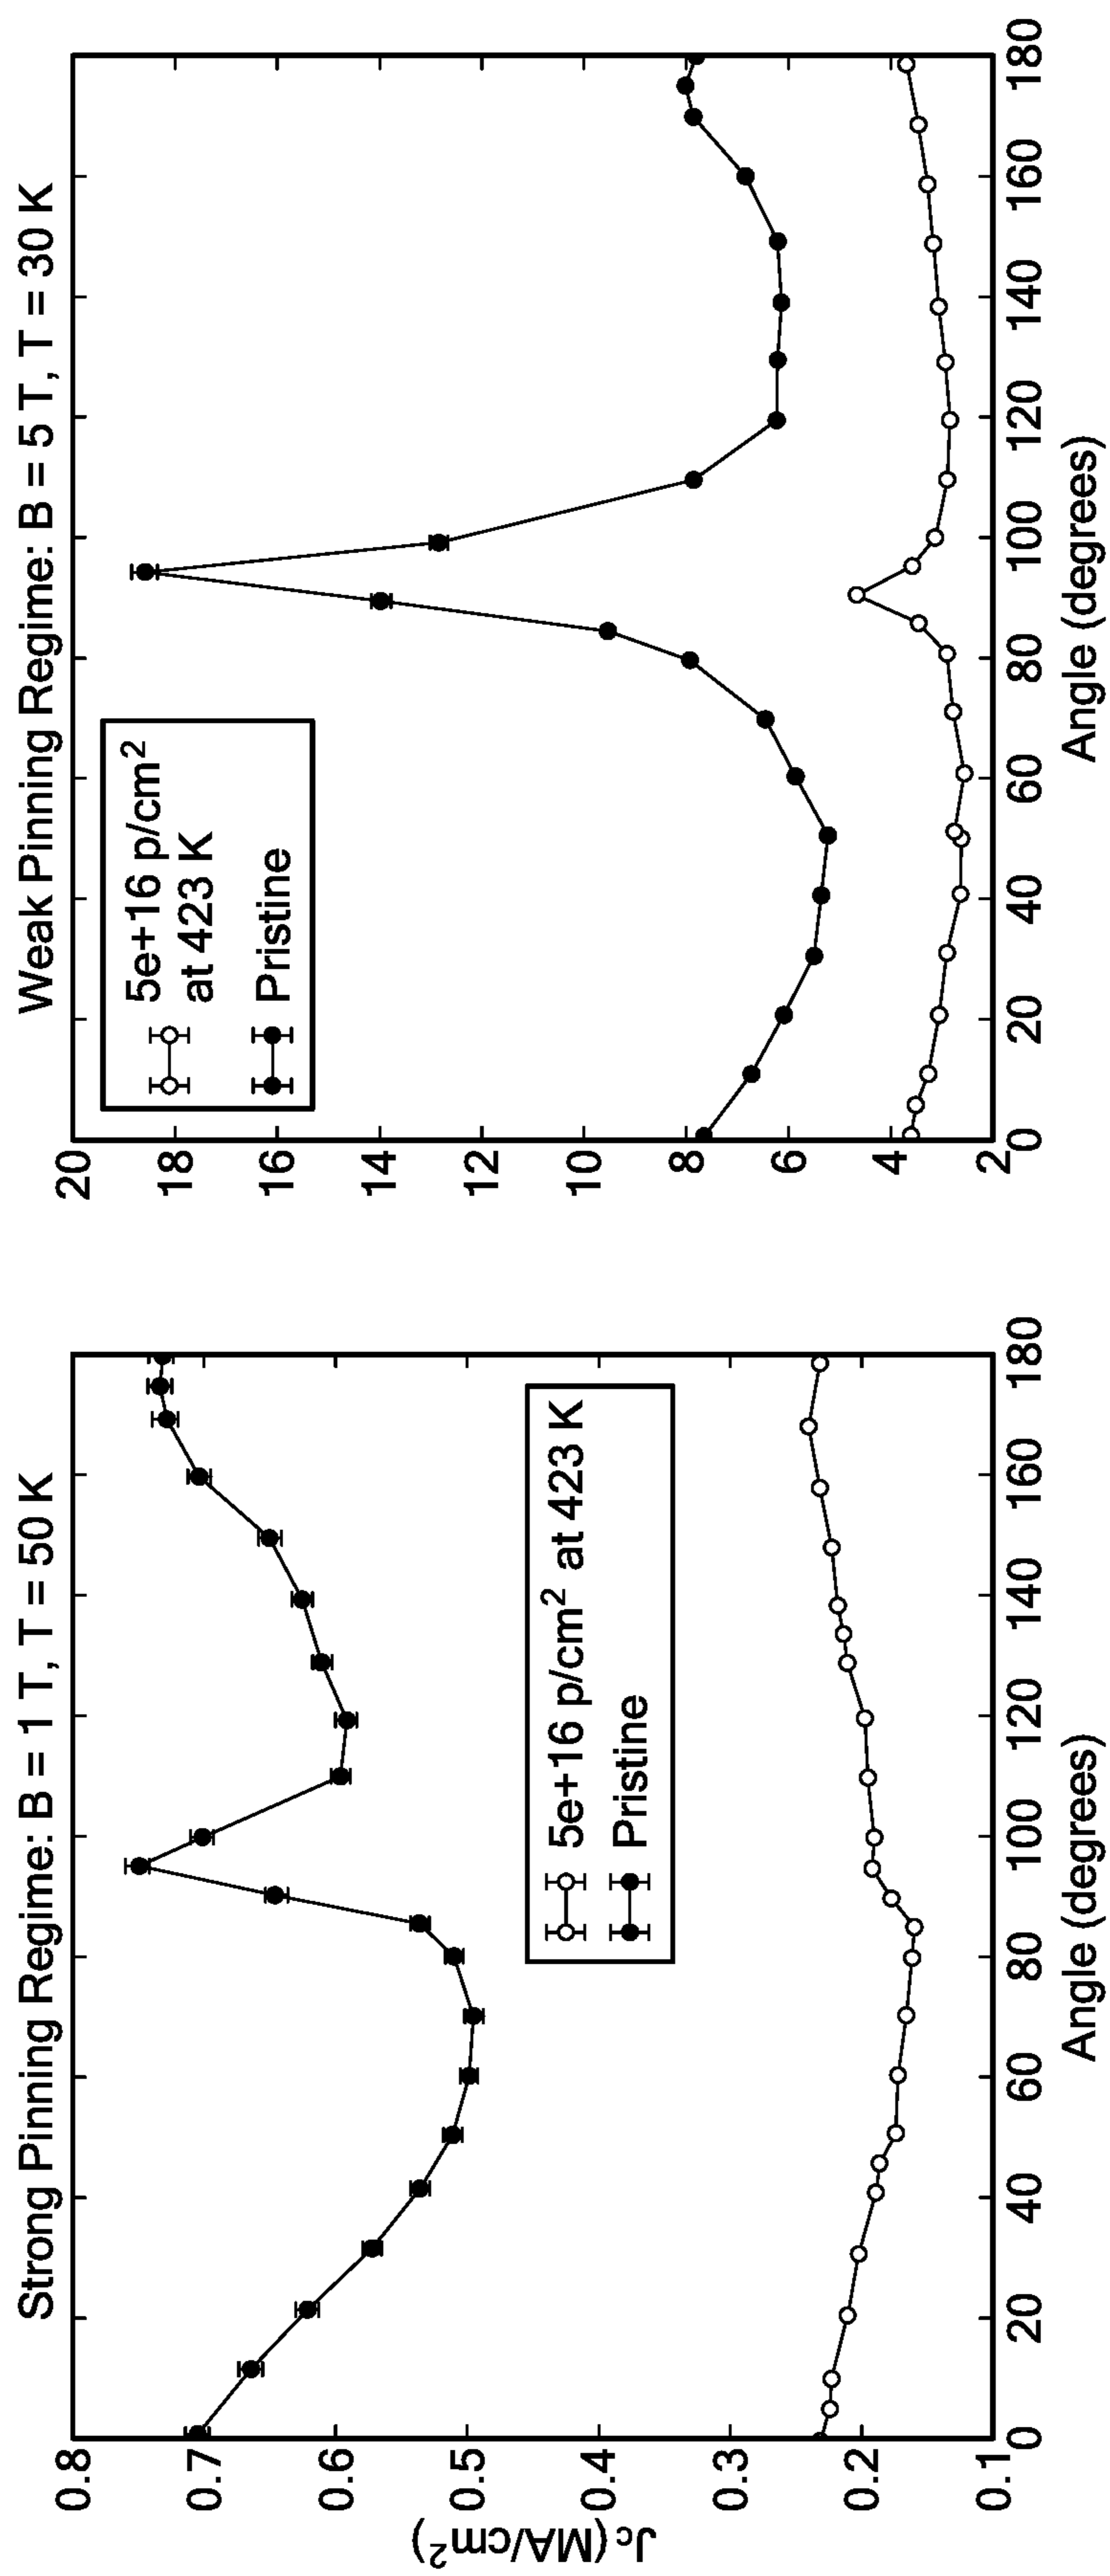 Strong Pinning Regime: B = 1 T, T = 50 K
0.8
0.7
0.6
0.5
0.4
0.3
0.2
0.1
Jc (MA/cm2)
5e+16 p/cm2 at 423 K
Pristine
0 20 40 60 80 100 120 140 160 180
Angle (degrees)
Weak Pinning Regime: B = 5 T, T = 30 K
20
18
16
14
12
10
8
6
4
2
5e+16 p/cm2
at 423 K
Pristine
0 20 40 60 80 100 120 140 160 180
Angle (degrees)